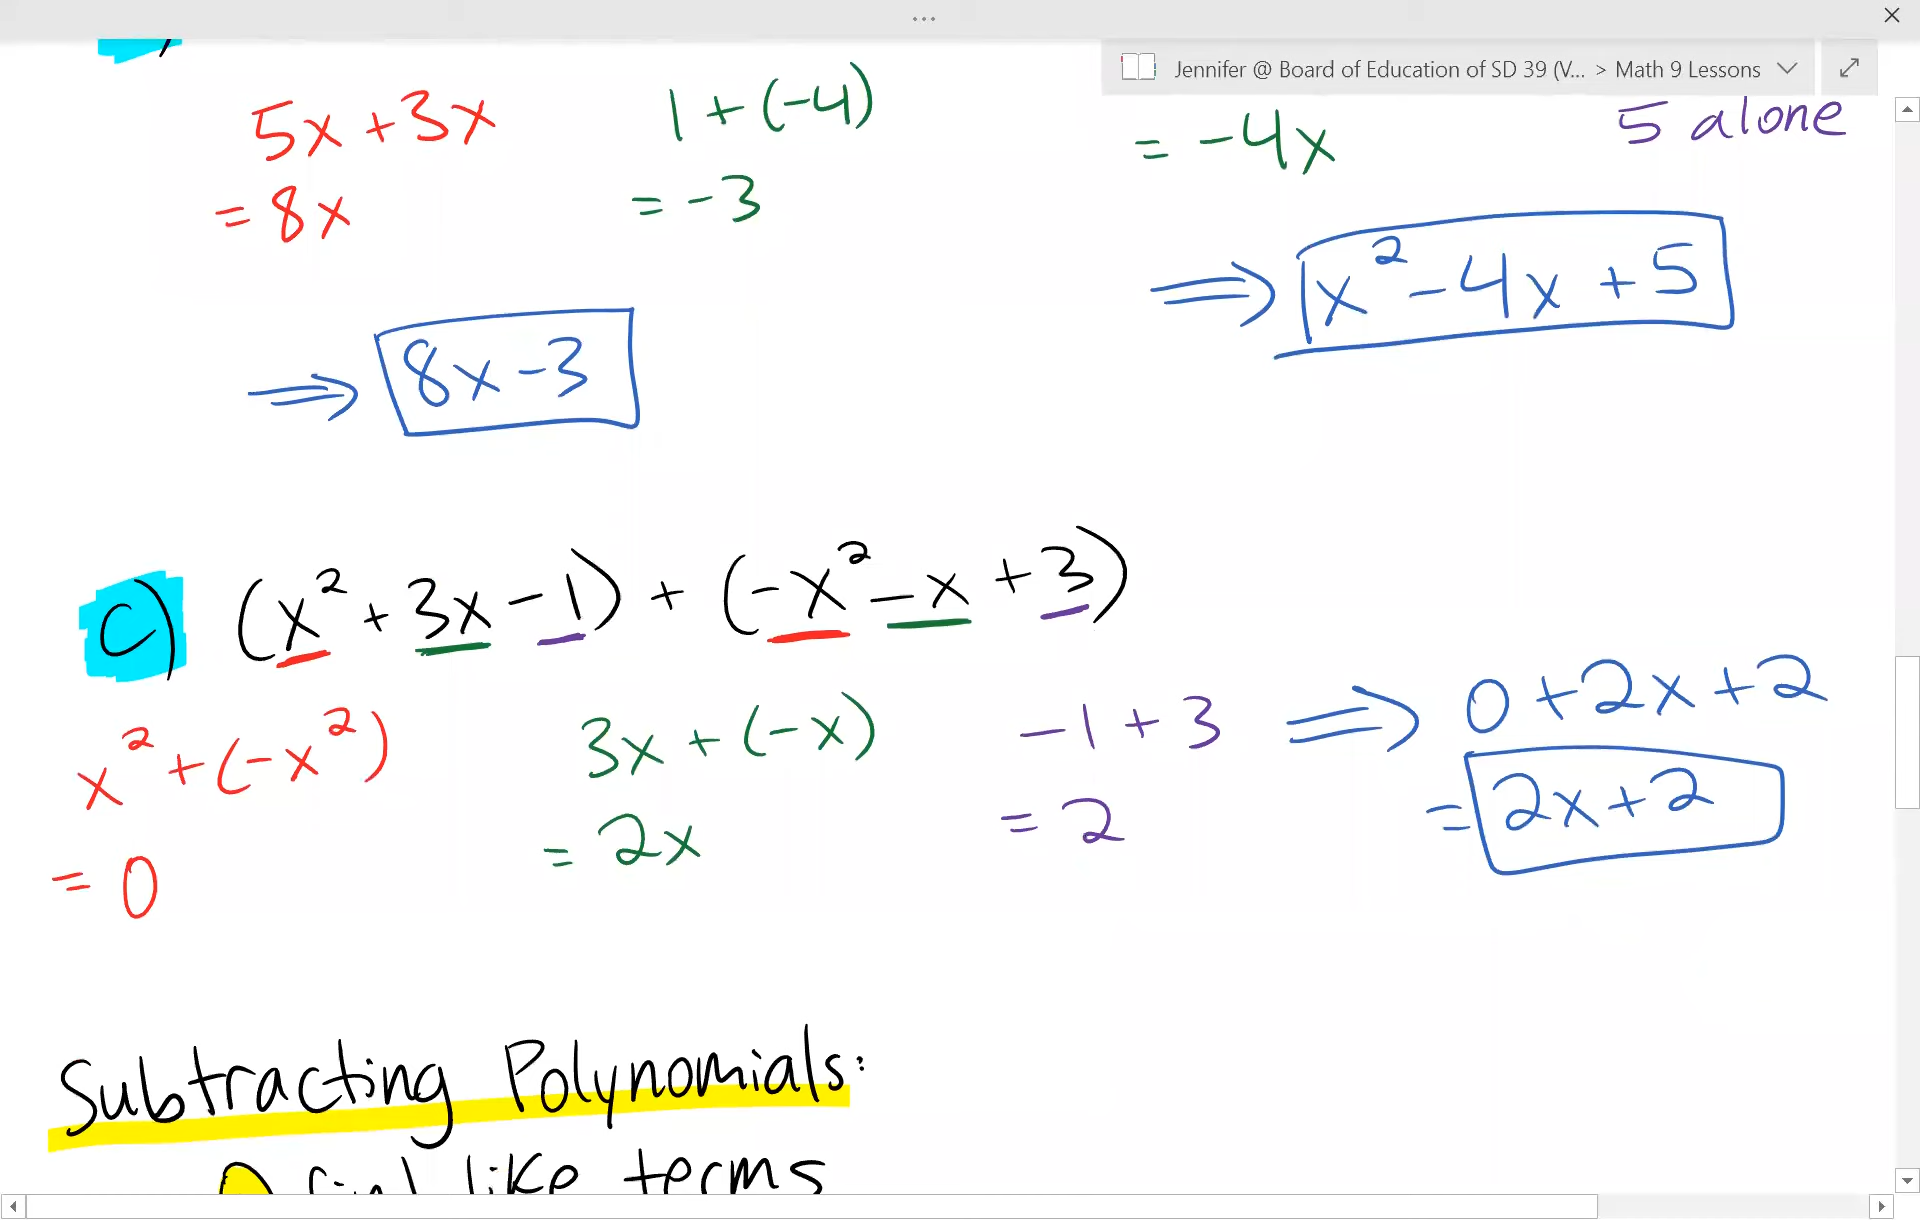 Jennifer @ Board of Education of SD 39 (V... > Math 9 Lessons
5x + 3x
= 8x
1 + (-4)
= -3
⇒ 8x - 3
= -4x
5 alone
⇒ x² - 4x + 5
c) (x² + 3x - 1) + (-x² - x + 3)
x² + (-x²)
= 0
3x + (-x)
= 2x
-1 + 3
= 2
⇒ 0 + 2x + 2
= 2x + 2
Subtracting Polynomials:
like terms